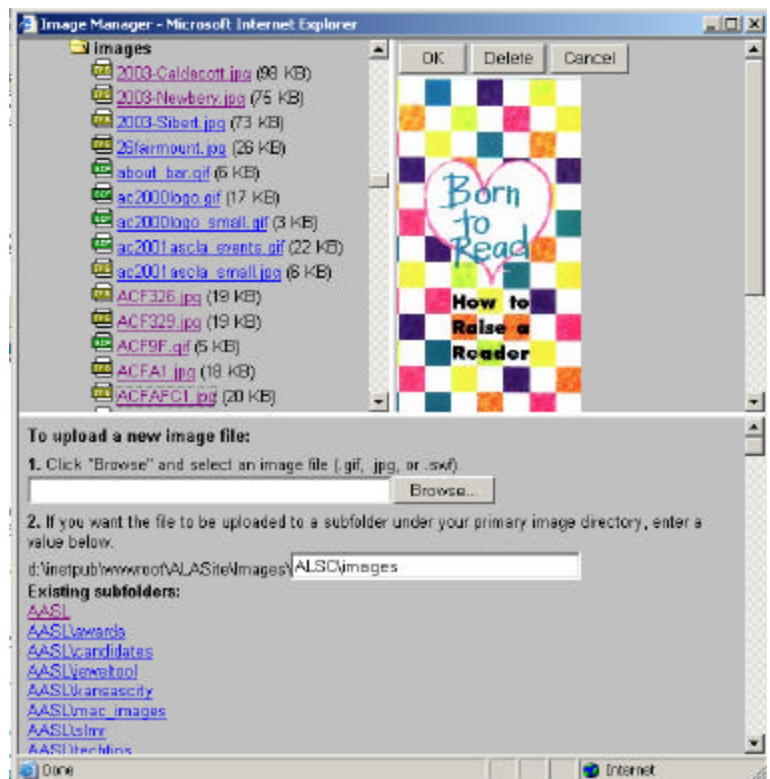 Image Manager - Microsoft Internet Explorer
images
2003-Caldecott.jpg (98 KB)
2003-Newbery.jpg (75 KB)
2003-Sibert.jpg (73 KB)
26fairmount.jpg (26 KB)
about_bar.gif (6 KB)
ac2000logo.gif (17 KB)
ac2000logo_small.gif (3 KB)
ac2001ascla_events.gif (22 KB)
ac2001ascla_small.jpg (6 KB)
ACF326.jpg (19 KB)
ACF329.jpg (19 KB)
ACF9F.gif (5 KB)
ACFA1.jpg (18 KB)
ACFAFC1.jpg (20 KB)
OK Delete Cancel
Born
to
Read
How to
Raise a
Reader
To upload a new image file:
1. Click "Browse" and select an image file (.gif, .jpg, or .swf).
Browse...
2. If you want the file to be uploaded to a subfolder under your primary image directory, enter a
value below.
d:\inetpub\wwwroot\ALASite\Images\ ALSC\images
Existing subfolders:
AASL
AASL\awards
AASL\candidates
AASL\jeweltool
AASL\kansascity
AASL\mac_images
AASL\slmr
AASL\techtips
Done
Internet